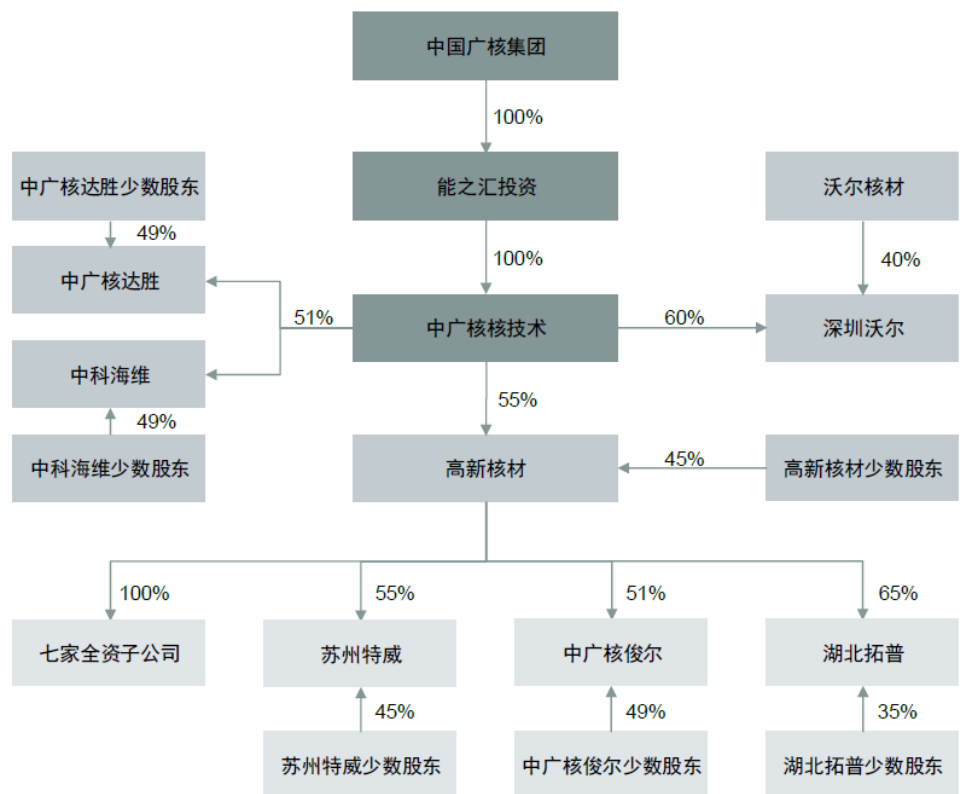 中国广核集团
100%
中广核达胜少数股东
能之汇投资
沃尔核材
49%
100%
40%
中广核达胜
51%
中广核核技术
60%
深圳沃尔
中科海维
55%
49%
中科海维少数股东
高新核材
45%
高新核材少数股东
100%
55%
51%
65%
七家全资子公司
苏州特威
中广核俊尔
湖北拓普
45%
49%
35%
苏州特威少数股东
中广核俊尔少数股东
湖北拓普少数股东